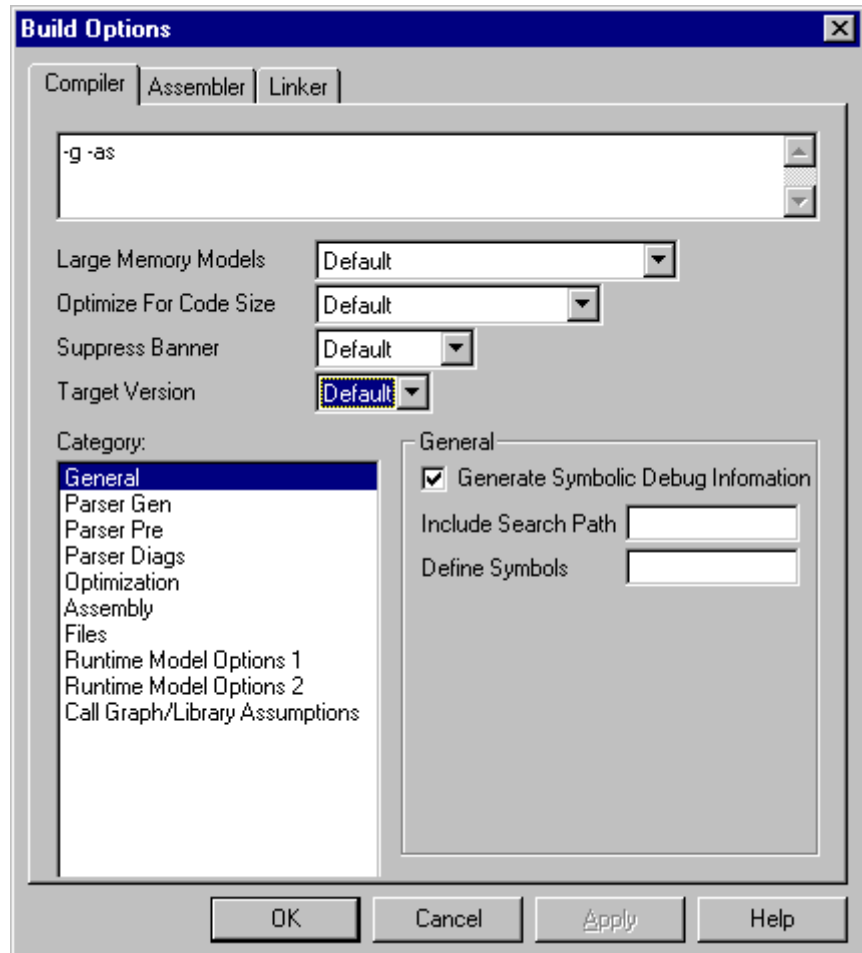 Build Options
Compiler Assembler Linker
-g -as
Large Memory Models Default
Optimize For Code Size Default
Suppress Banner Default
Target Version Default
Category:
General
Parser Gen
Parser Pre
Parser Diags
Optimization
Assembly
Files
Runtime Model Options 1
Runtime Model Options 2
Call Graph/Library Assumptions
General
Generate Symbolic Debug Infomation
Include Search Path
Define Symbols
OK Cancel Apply Help